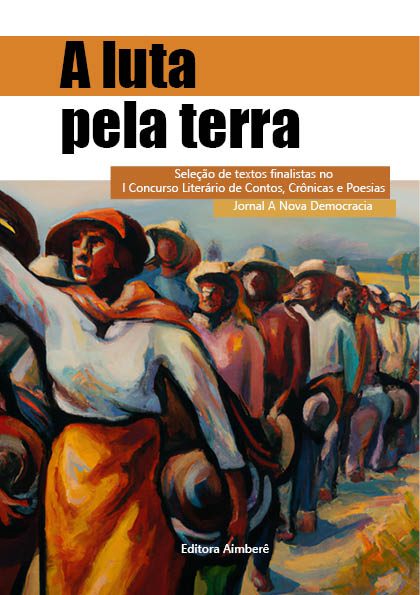 A luta
pela terra
Seleção de textos finalistas no
I Concurso Literário de Contos, Crônicas e Poesias
Jornal A Nova Democracia
Editora Aimberê